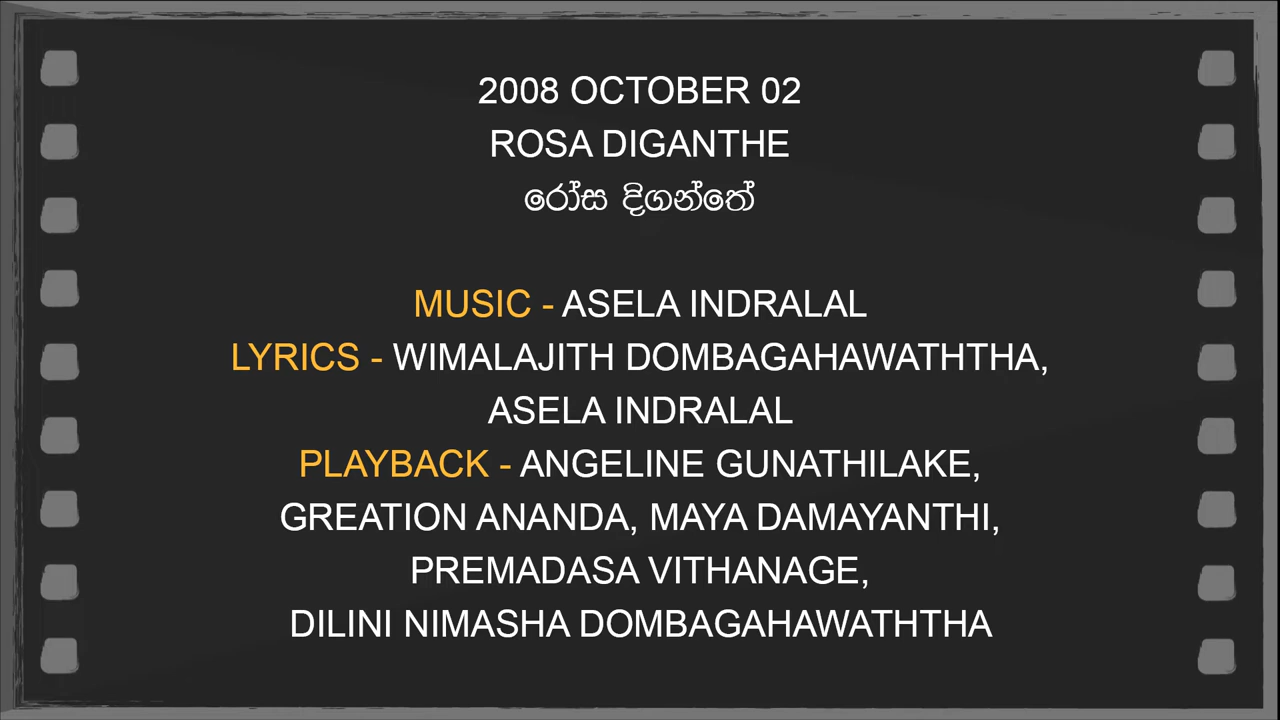 2008 OCTOBER 02
ROSA DIGANTHE
රෝස දිගන්තේ
MUSIC - ASELA INDRALAL
LYRICS - WIMALAJITH DOMBAGAHAWATHTHA,
ASELA INDRALAL
PLAYBACK - ANGELINE GUNATHILAKE,
GREATION ANANDA, MAYA DAMAYANTHI,
PREMADASA VITHANAGE,
DILINI NIMASHA DOMBAGAHAWATHTHA